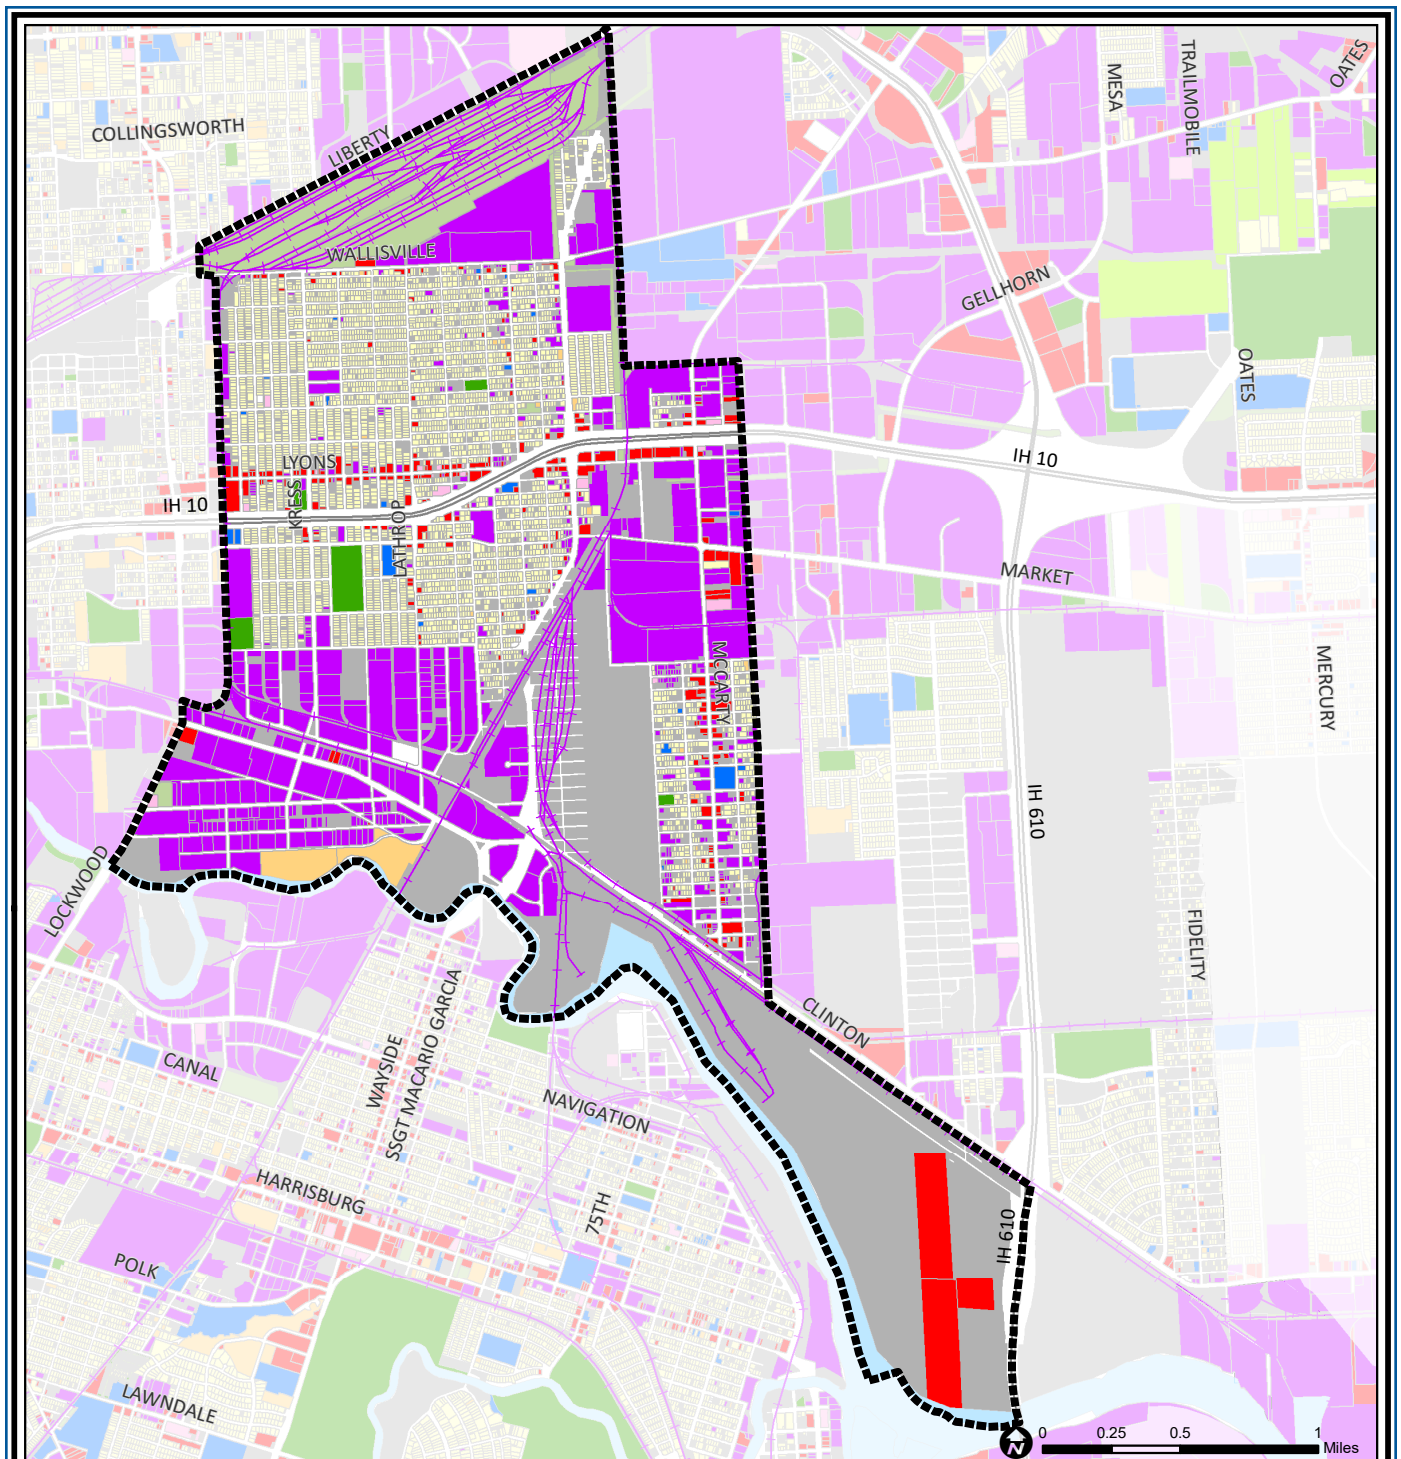 OATES
TRAILMOBILE
MESA
COLLINGSWORTH
LIBERTY
WALLISVILLE
GELLHORN
OATES
LYONS
IH 10
KRESS
IH 10
LATHROP
MARKET
MCCARTY
MERCURY
IH 610
LOCKWOOD
FIDELITY
CLINTON
WAYSIDE
SSGT MACARIO GARCIA
CANAL
NAVIGATION
HARRISBURG
75TH
IH 610
POLK
LAWNDALE
N
0 0.25 0.5 1
Miles